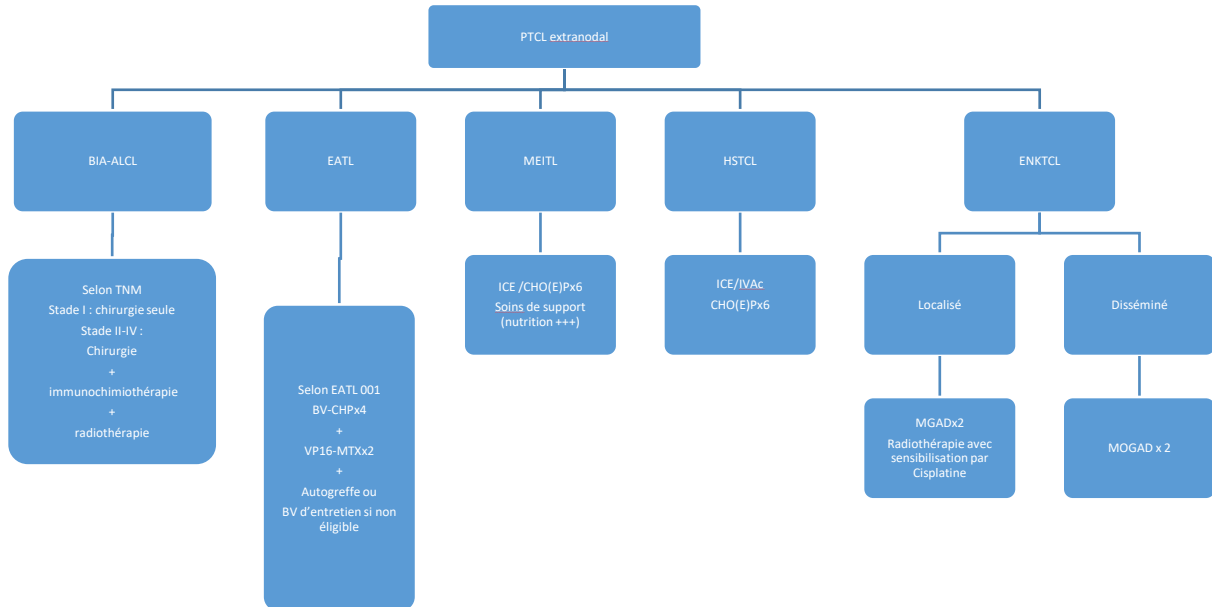 PTCL extranodal
BIA-ALCL
EATL
MEITL
HSTCL
ENKTCL
Selon TNM
Stade I : chirurgie seule
Stade II-IV :
Chirurgie
+
immunochimiothérapie
+
radiothérapie
Selon EATL 001
BV-CHPx4
+
VP16-MTXx2
+
Autogreffe ou
BV d'entretien si non
éligible
ICE /CHO(E)Px6
Soins de support
(nutrition +++)
ICE/IVAc
CHO(E)Px6
Localisé
Disséminé
MGADx2
Radiothérapie avec
sensibilisation par
Cisplatine
MOGAD x 2